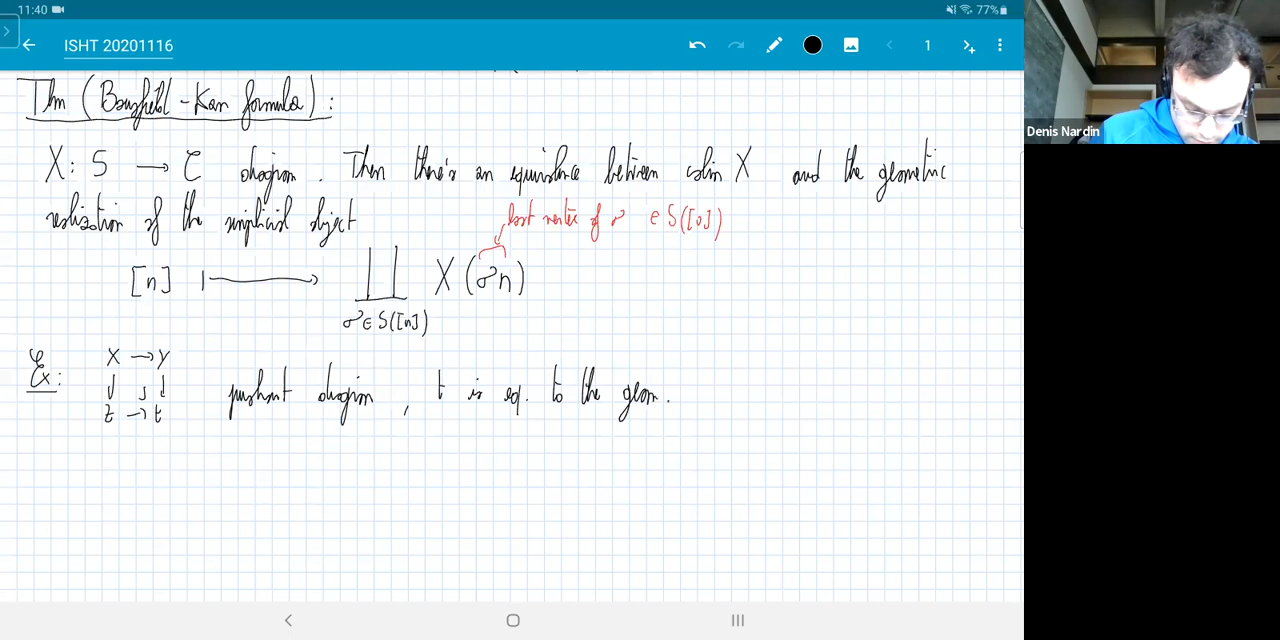 11:40
77%
ISHT 20201116
1
Thm (Bousfield-Kan formula):
X: S → C diagram. Then there's an equivalence between colim X and the geometric
realization of the simplicial object
last vertex of σ ∈ S([0])
[n] ⟼ ∐ X(σn)
σ∈S([n])
Ex: X → Y
↓ ⌟ ↓ pushout diagram, t is eq. to the geom.
Z → t
Denis Nardin